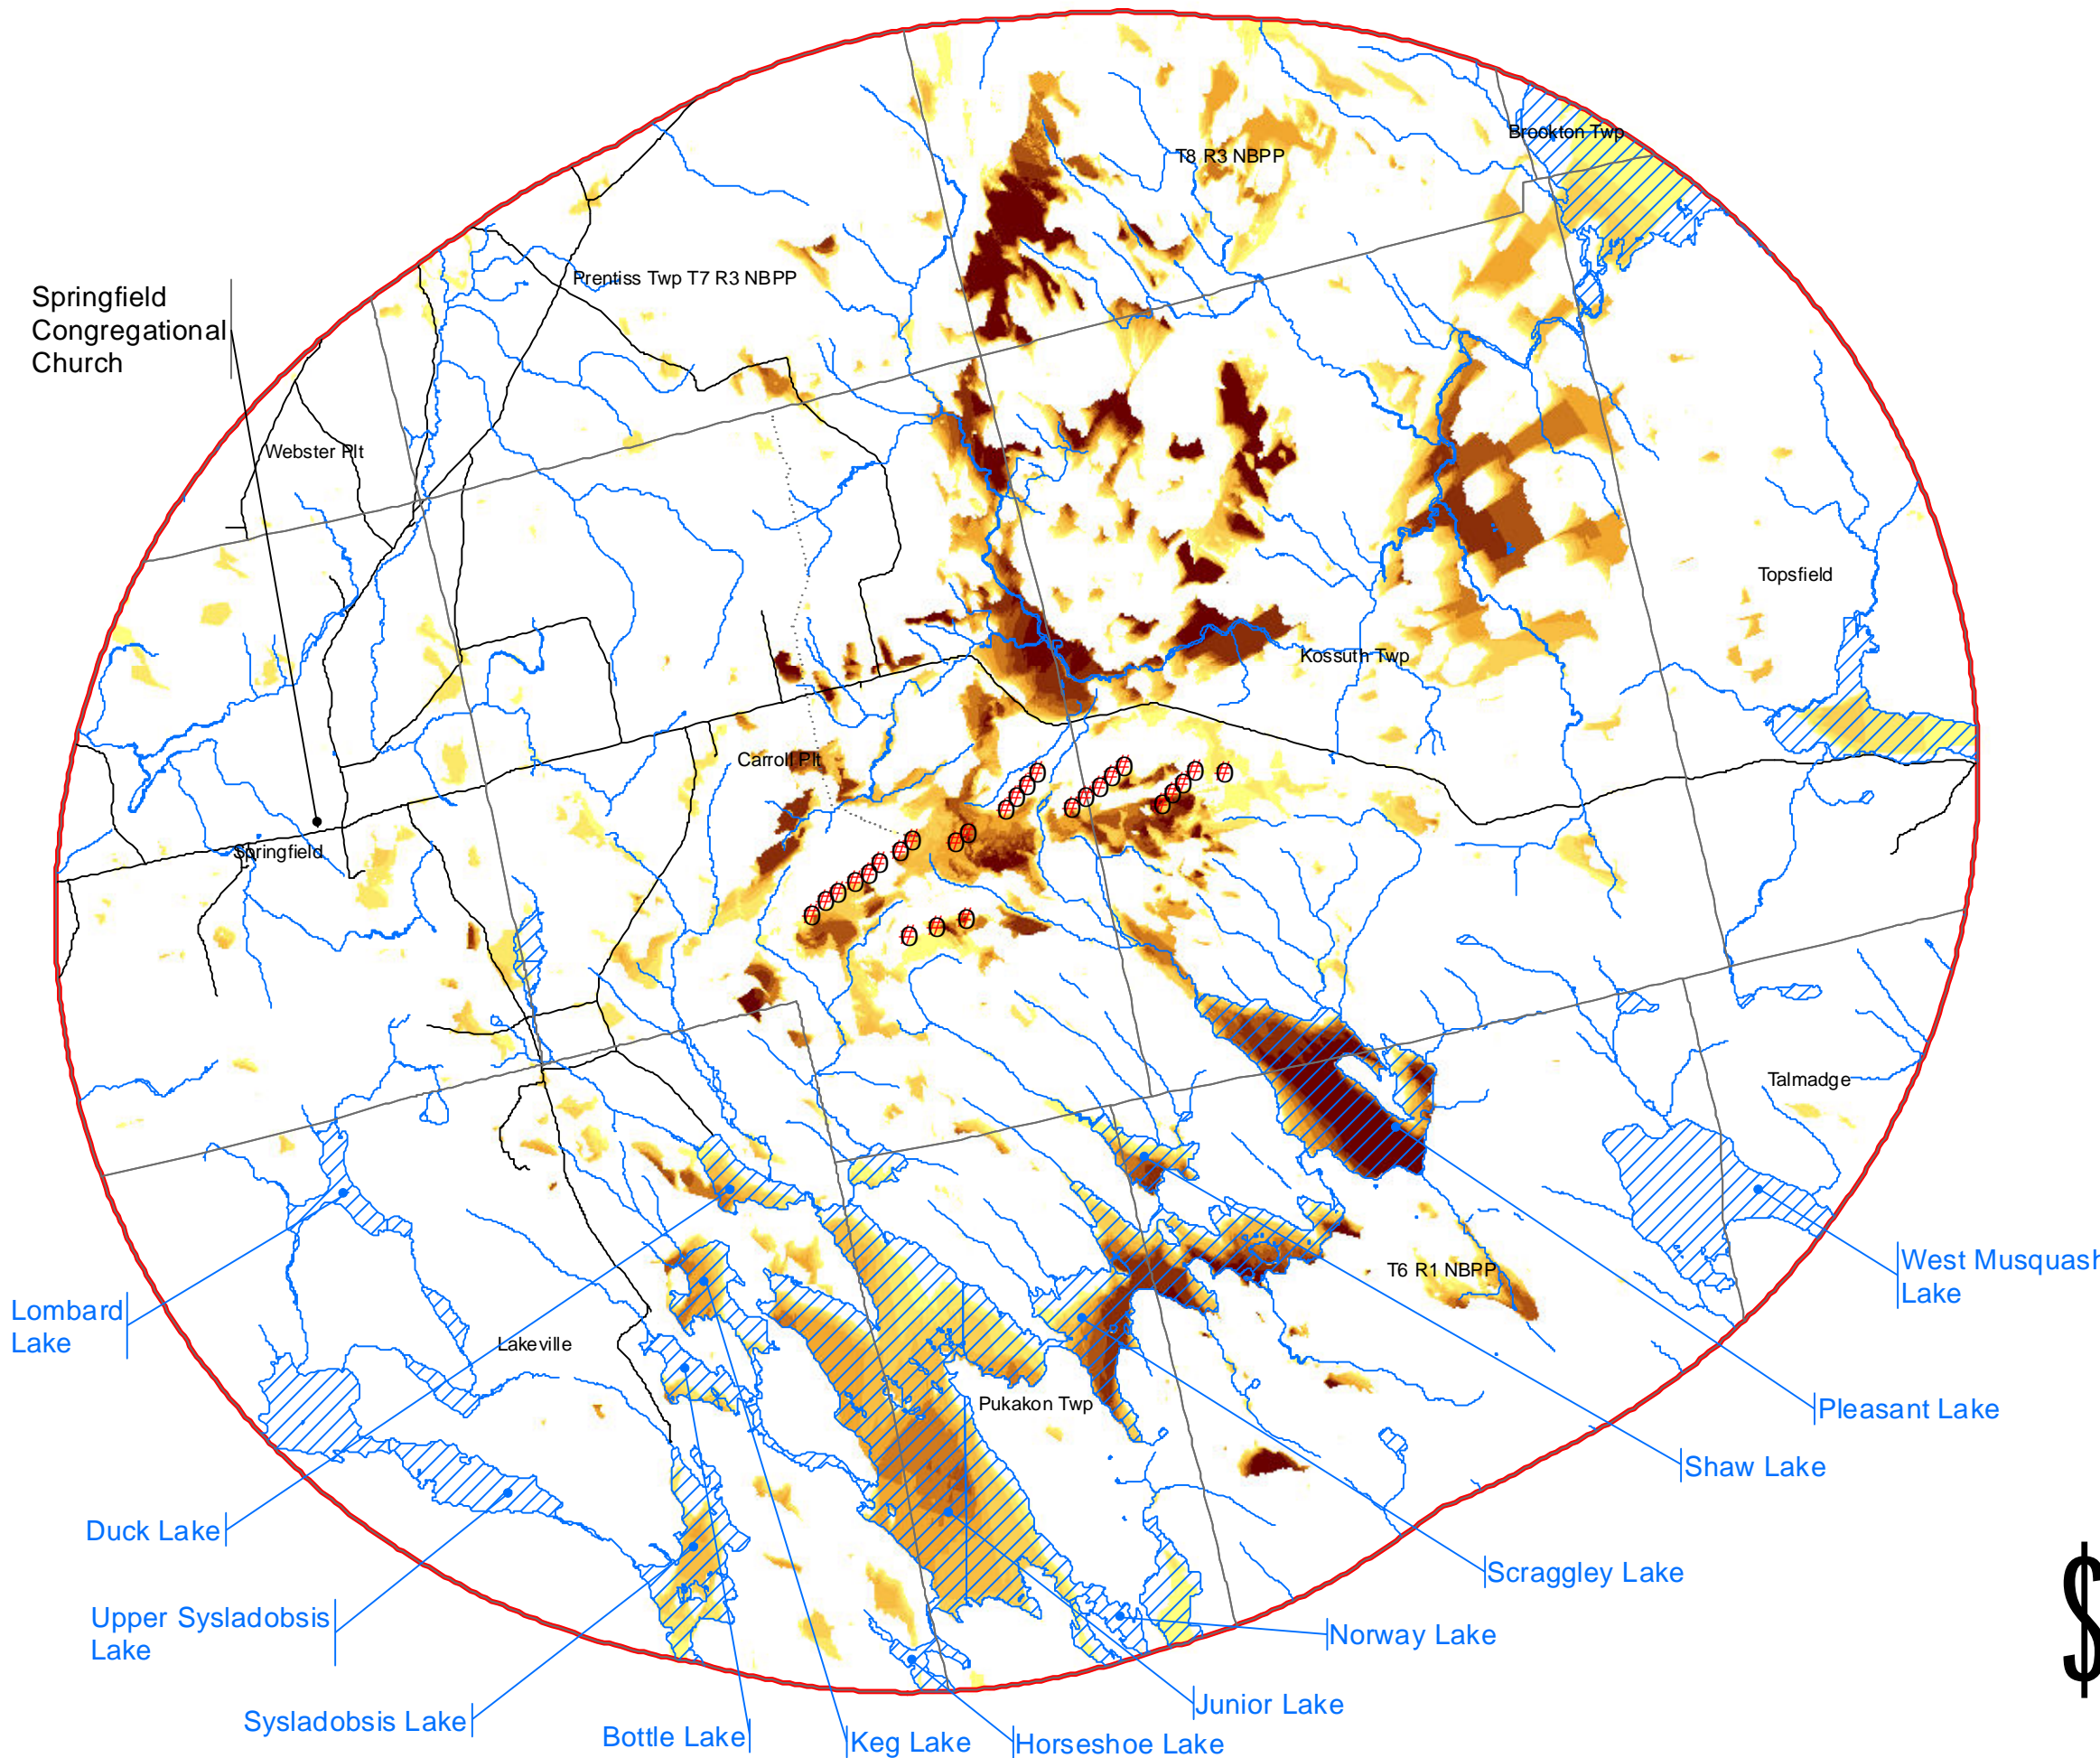 Brookton Twp
T8 R3 NBPP
Prentiss Twp T7 R3 NBPP
Springfield
Congregational
Church
Webster Plt
Topsfield
Kossuth Twp
Carroll Plt
Springfield
Talmadge
West Musquash
Lake
T6 R1 NBPP
Lombard
Lake
Lakeville
Pukakon Twp
Pleasant Lake
Shaw Lake
Duck Lake
Scraggley Lake
Upper Sysladobsis
Lake
Norway Lake
Sysladobsis Lake
Junior Lake
Bottle Lake
Keg Lake
Horseshoe Lake
$